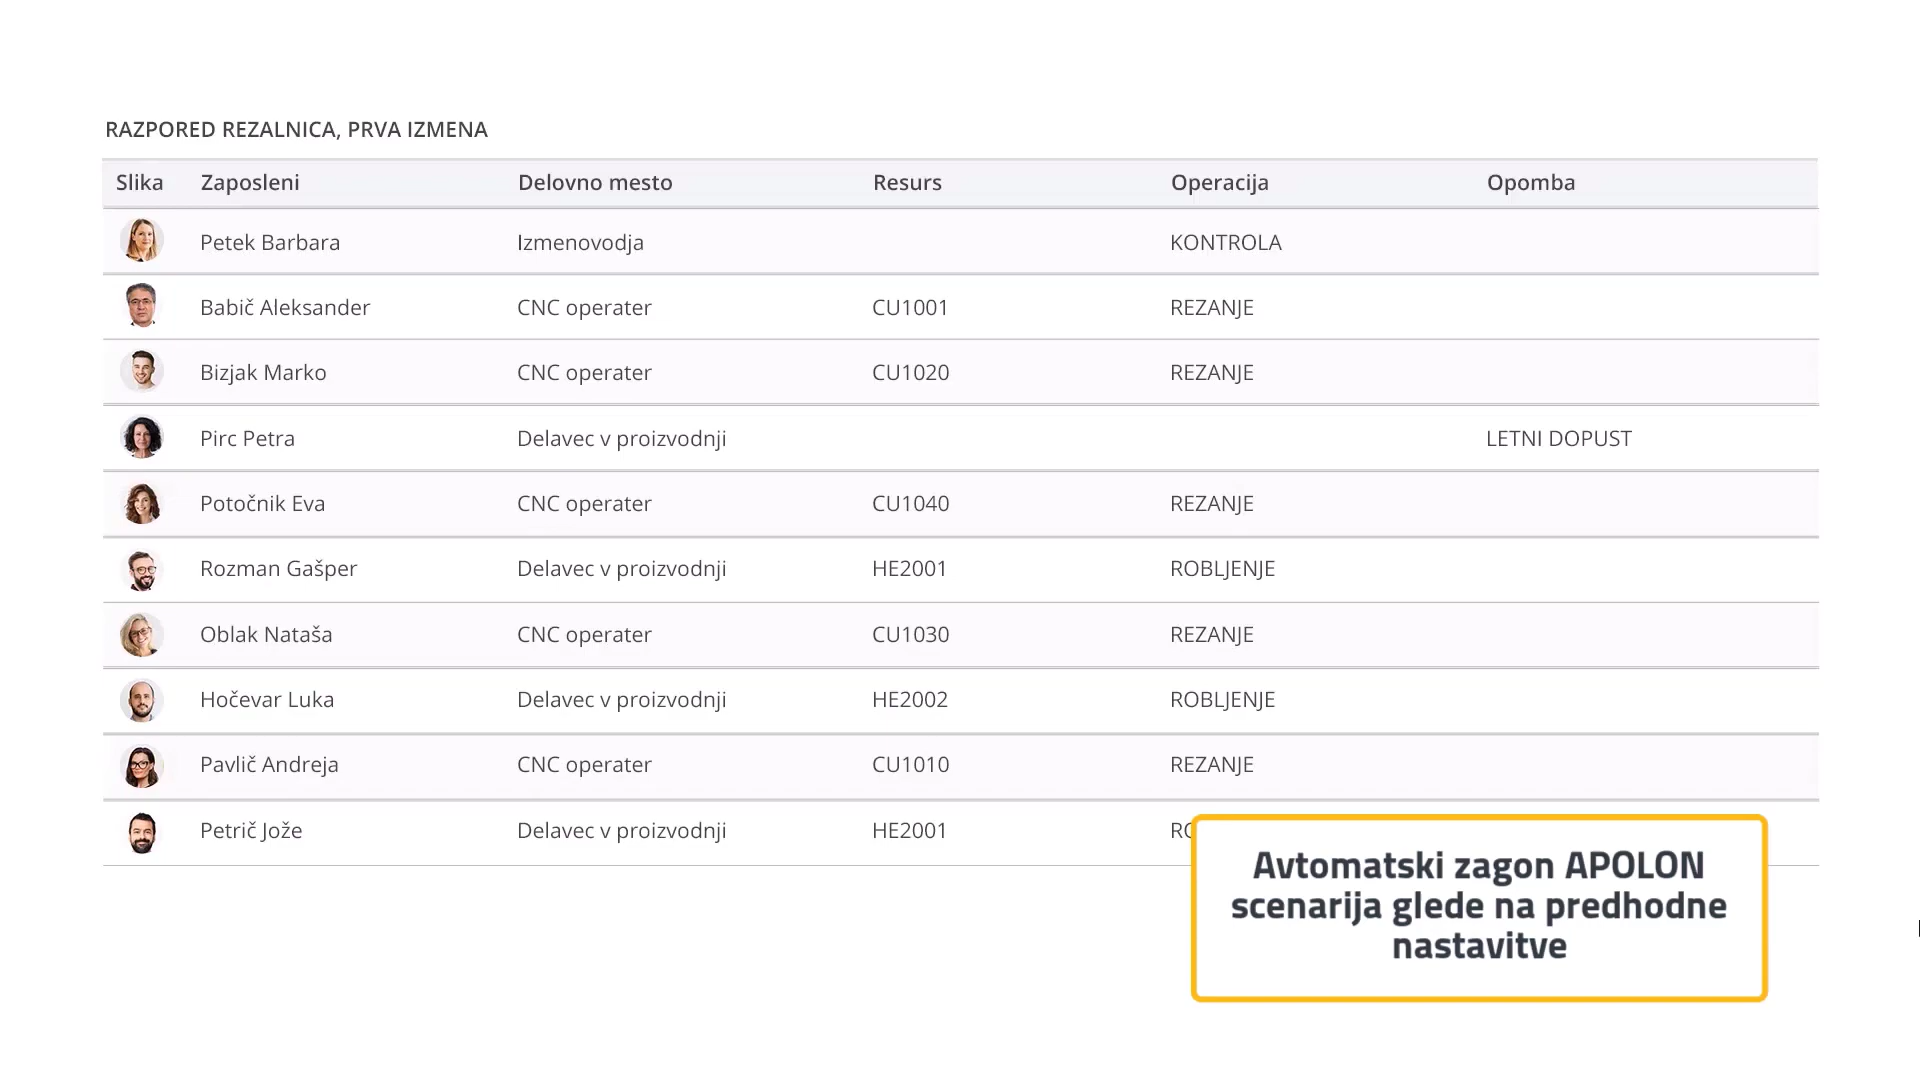 RAZPORED REZALNICA, PRVA IZMENA
Slika Zaposleni Delovno mesto Resurs Operacija Opomba
Petek Barbara Izmenovodja KONTROLA
Babič Aleksander CNC operater CU1001 REZANJE
Bizjak Marko CNC operater CU1020 REZANJE
Pirc Petra Delavec v proizvodnji LETNI DOPUST
Potočnik Eva CNC operater CU1040 REZANJE
Rozman Gašper Delavec v proizvodnji HE2001 ROBLJENJE
Oblak Nataša CNC operater CU1030 REZANJE
Hočevar Luka Delavec v proizvodnji HE2002 ROBLJENJE
Pavlič Andreja CNC operater CU1010 REZANJE
Petrič Jože Delavec v proizvodnji HE2001
Avtomatski zagon APOLON
scenarija glede na predhodne
nastavitve